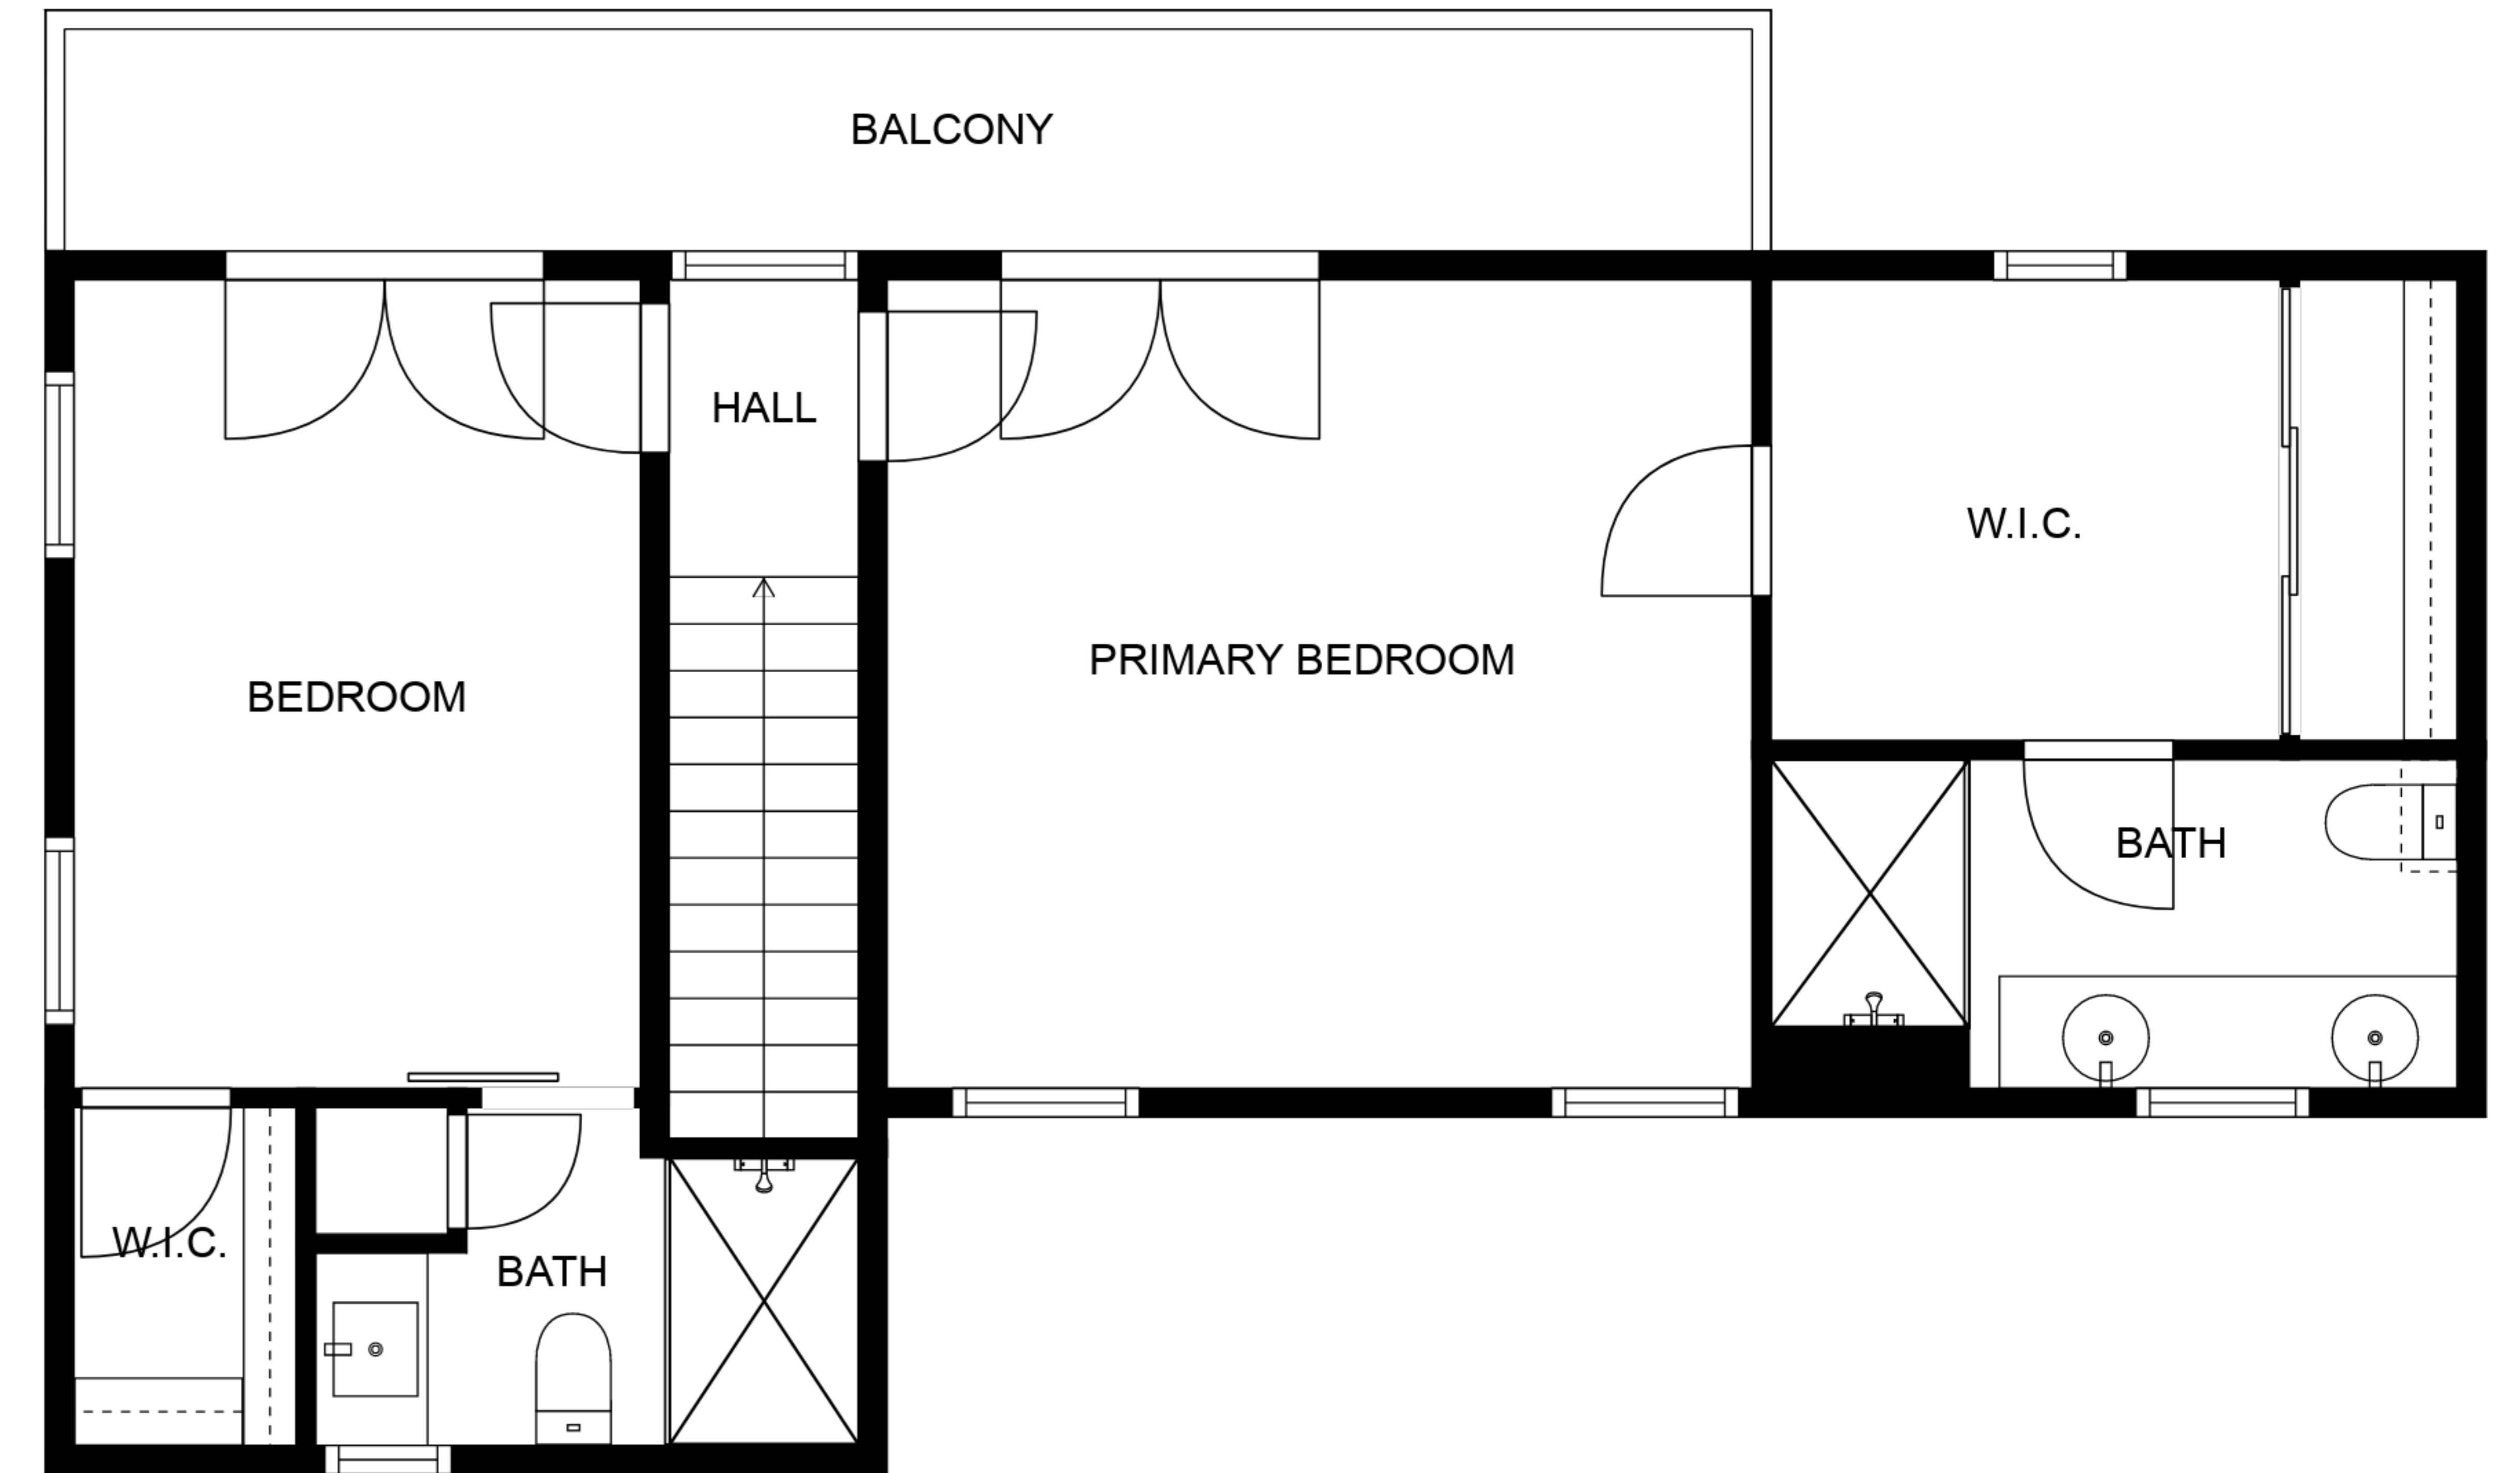 BALCONY
HALL
W.I.C.
PRIMARY BEDROOM
BEDROOM
BATH
W.I.C.
BATH